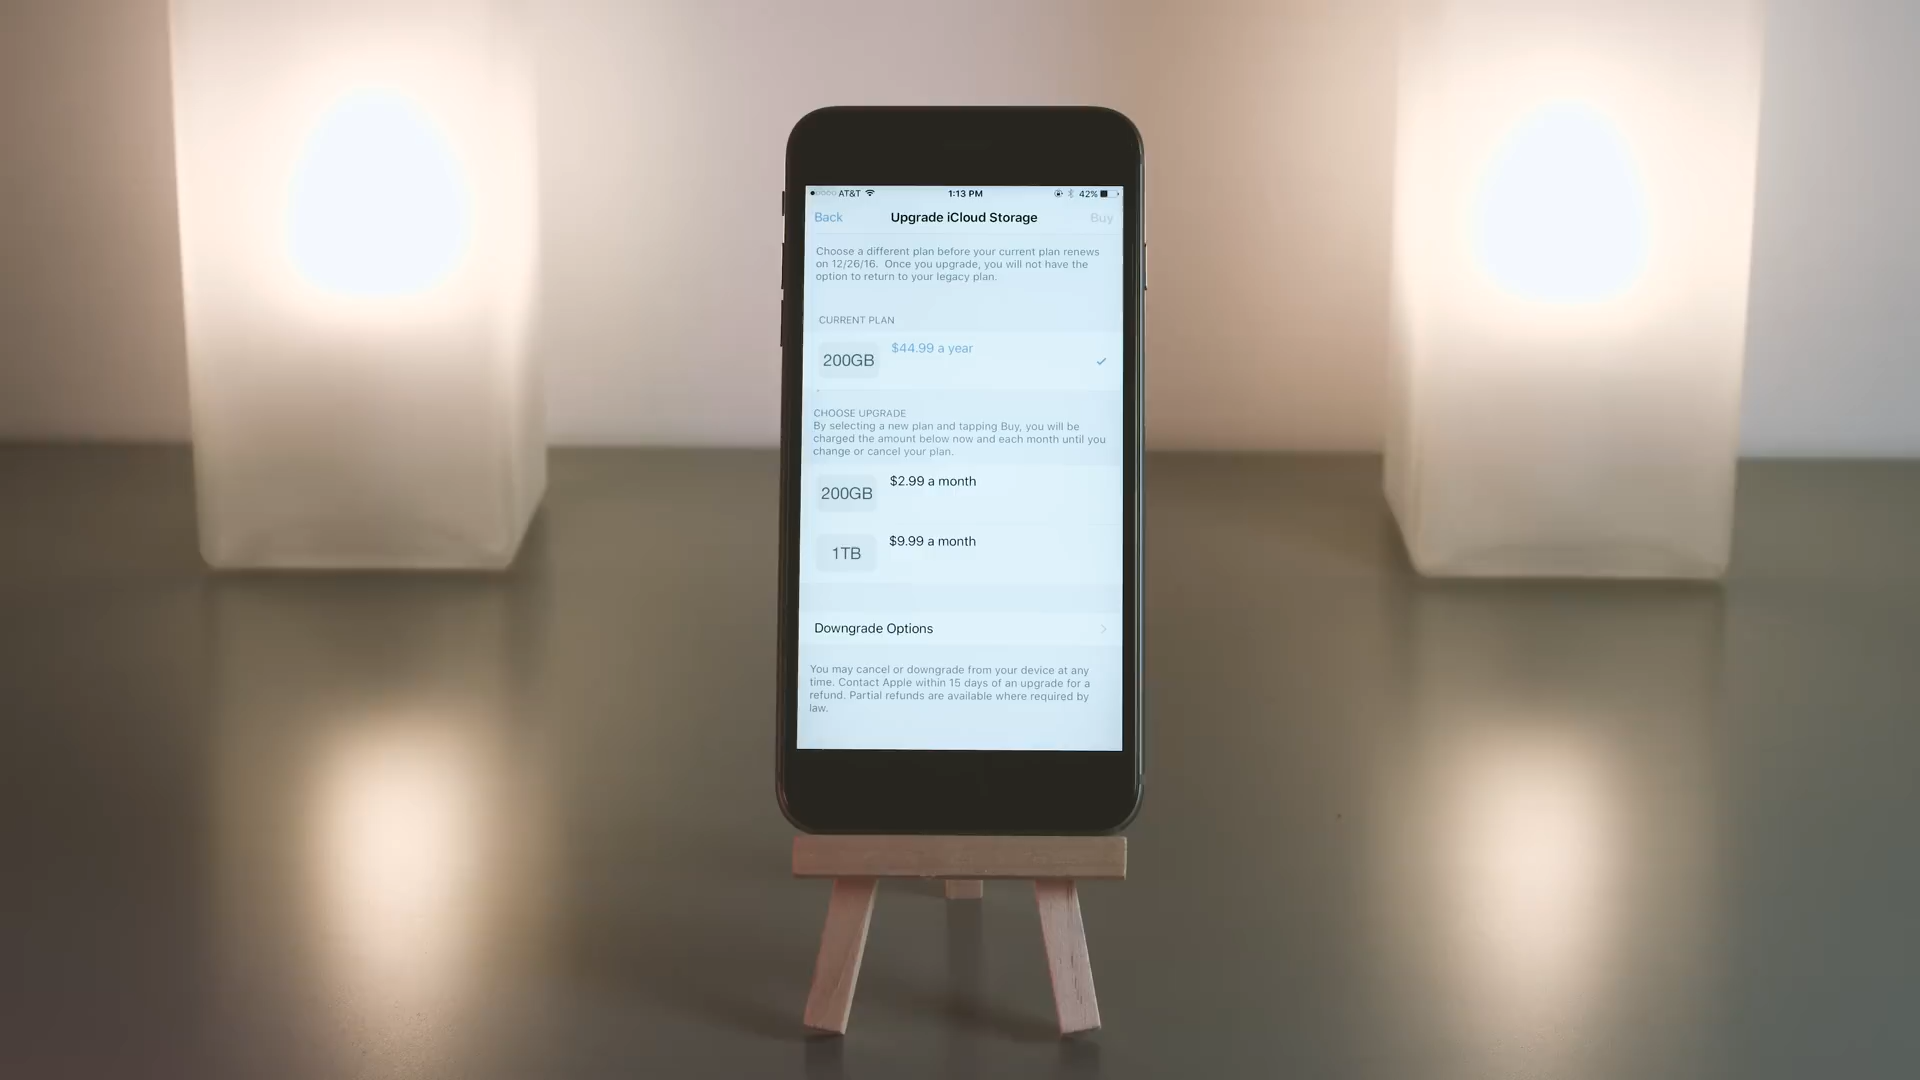 AT&T 1:13 PM 42%
Back Upgrade iCloud Storage Buy
Choose a different plan before your current plan renews
on 12/26/16. Once you upgrade, you will not have the
option to return to your legacy plan.
CURRENT PLAN
200GB $44.99 a year
CHOOSE UPGRADE
By selecting a new plan and tapping Buy, you will be
charged the amount below now and each month until you
change or cancel your plan.
200GB $2.99 a month
1TB $9.99 a month
Downgrade Options
You may cancel or downgrade from your device at any
time. Contact Apple within 15 days of an upgrade for a
refund. Partial refunds are available where required by
law.